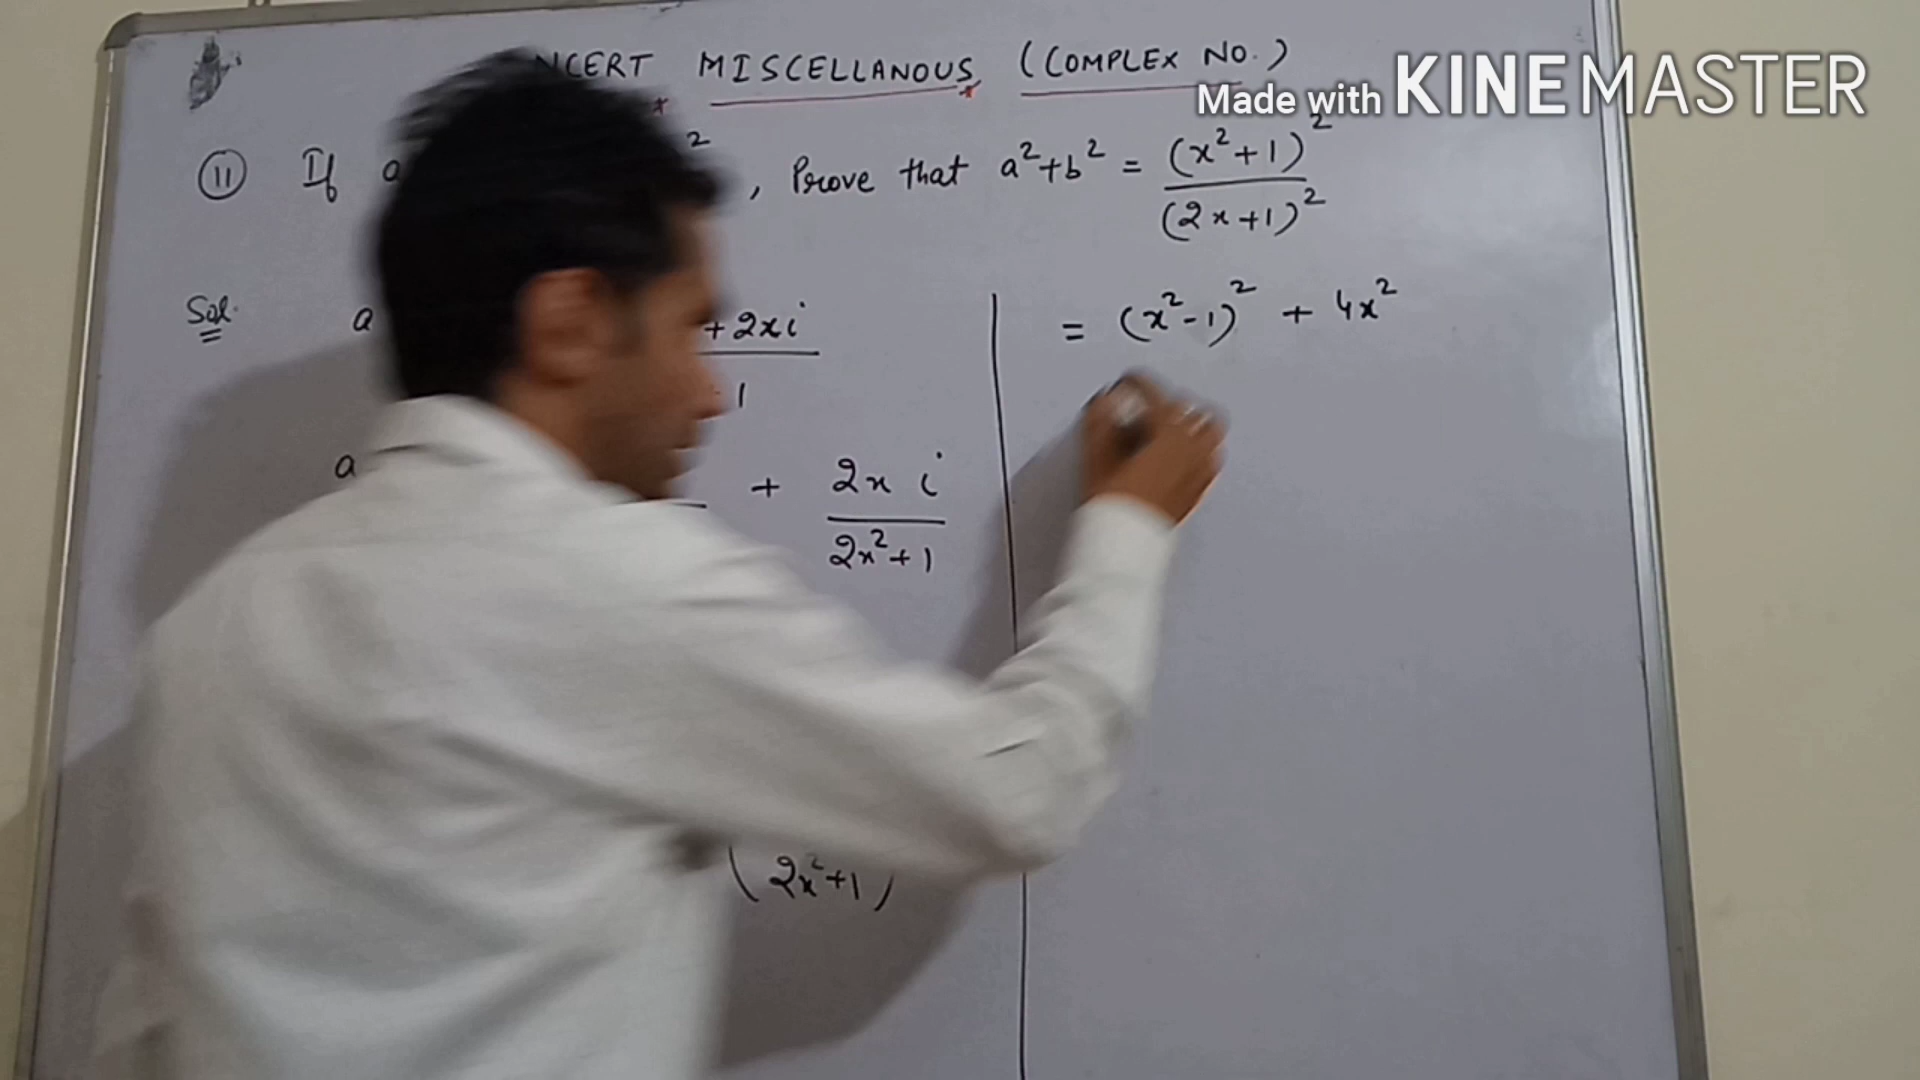 NCERT MISCELLANOUS (COMPLEX NO.)
Made with KINEMASTER
(11) If a 2 , Prove that a²+b² = (x²+1)² / (2x+1)²
Sol. a +2xi
1
= (x²-1)² + 4x²
a + 2x i / 2x²+1
(2x²+1)